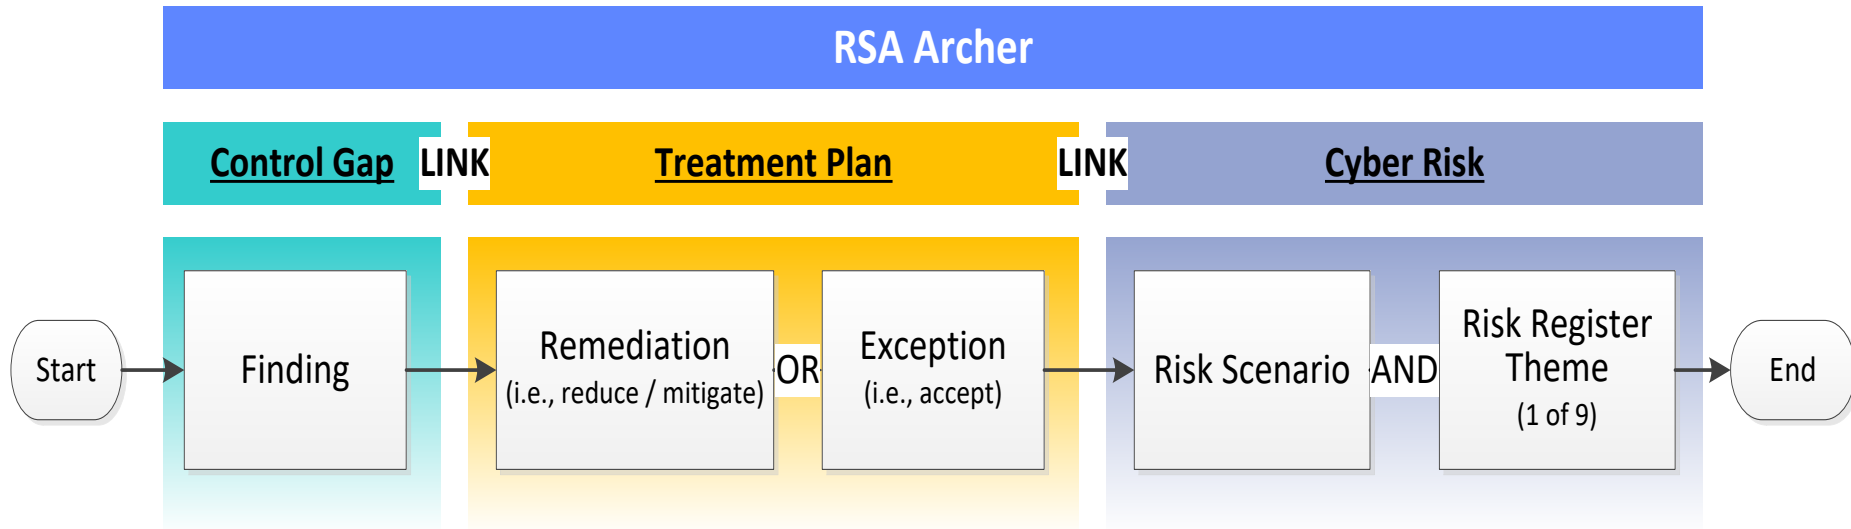 RSA Archer
Control Gap LINK Treatment Plan LINK Cyber Risk
Start
Finding
Remediation
(i.e., reduce / mitigate)
OR
Exception
(i.e., accept)
Risk Scenario
AND
Risk Register
Theme
(1 of 9)
End